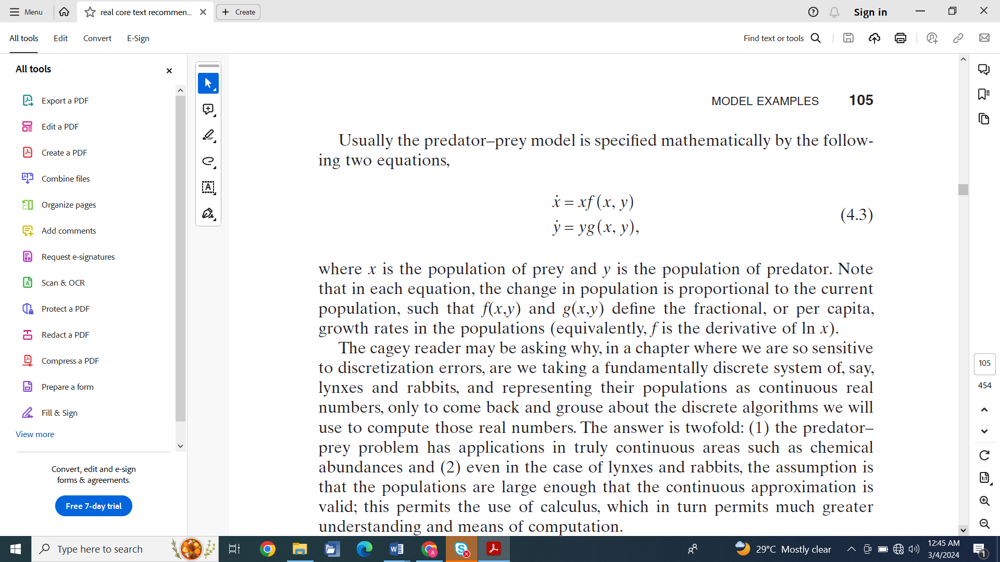 Menu
real core text recommen...
Create
Sign in
All tools
Edit
Convert
E-Sign
Find text or tools
All tools
Export a PDF
Edit a PDF
Create a PDF
Combine files
Organize pages
Add comments
Request e-signatures
Scan & OCR
Protect a PDF
Redact a PDF
Compress a PDF
Prepare a form
Fill & Sign
View more
Convert, edit and e-sign
forms & agreements.
Free 7-day trial
MODEL EXAMPLES 105
Usually the predator–prey model is specified mathematically by the follow-
ing two equations,
ẋ = xf(x, y)
ẏ = yg(x, y),
(4.3)
where x is the population of prey and y is the population of predator. Note
that in each equation, the change in population is proportional to the current
population, such that f(x,y) and g(x,y) define the fractional, or per capita,
growth rates in the populations (equivalently, f is the derivative of ln x).
The cagey reader may be asking why, in a chapter where we are so sensitive
to discretization errors, are we taking a fundamentally discrete system of, say,
lynxes and rabbits, and representing their populations as continuous real
numbers, only to come back and grouse about the discrete algorithms we will
use to compute those real numbers. The answer is twofold: (1) the predator–
prey problem has applications in truly continuous areas such as chemical
abundances and (2) even in the case of lynxes and rabbits, the assumption is
that the populations are large enough that the continuous approximation is
valid; this permits the use of calculus, which in turn permits much greater
understanding and means of computation.
105
454
Type here to search
29°C Mostly clear
12:45 AM
3/4/2024
1